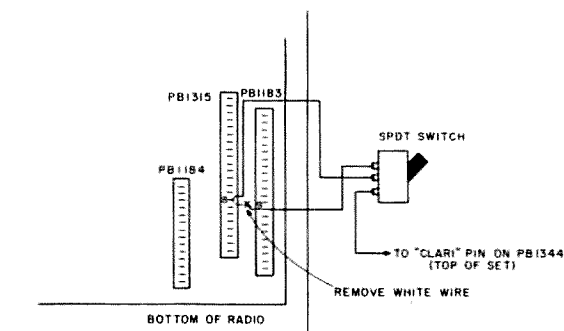 PB1315
PB1183
SPDT SWITCH
PB1184
8
8
TO "CLARI" PIN ON PB1344
(TOP OF SET)
REMOVE WHITE WIRE
BOTTOM OF RADIO